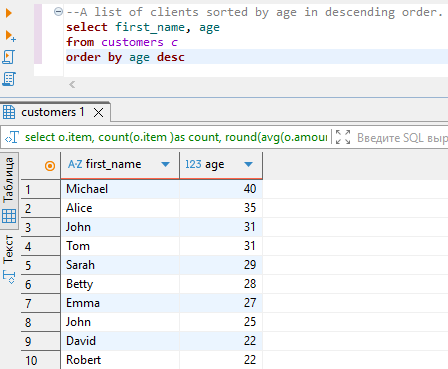 --A list of clients sorted by age in descending order.
select first_name, age
from customers c
order by age desc
customers 1
select o.item, count(o.item )as count, round(avg(o.amou
Введите SQL выр
Таблица
Текст
A-Z first_name 123 age
1 Michael 40
2 Alice 35
3 John 31
4 Tom 31
5 Sarah 29
6 Betty 28
7 Emma 27
8 John 25
9 David 22
10 Robert 22